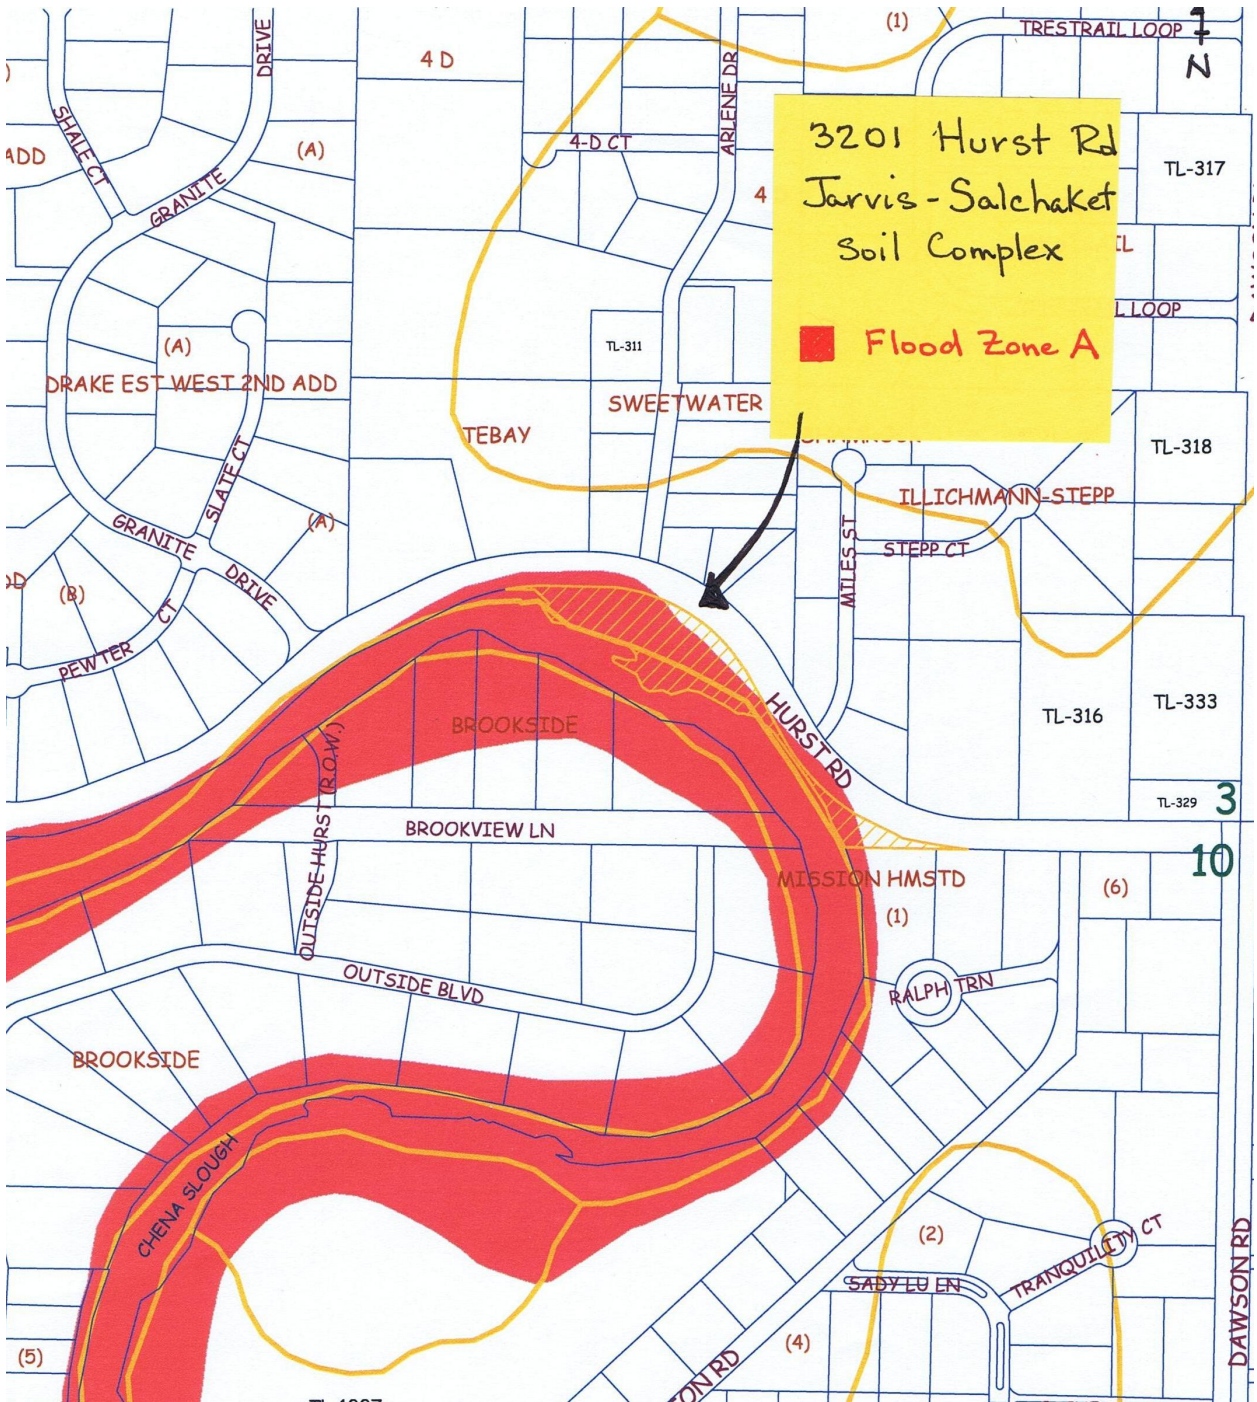 DRIVE
4 D
(1)
TRESTRAIL LOOP
1
N
SHALE CT
ARLENE DR
4-D CT
ADD
(A)
3201 Hurst Rd
Jarvis-Salchaket
Soil Complex
Flood Zone A
TL-317
GRANITE
4
IL
L LOOP
(A)
TL-311
DRAKE EST WEST 2ND ADD
SWEETWATER
TEBAY
TL-318
SLATE CT
ILLICHMANN-STEPP
(A)
GRANITE
DRIVE
STEPP CT
MILES ST
(B)
CT
PEWTER
HURST RD
TL-316
TL-333
BROOKSIDE
TL-329
3
OUTSIDE HURST (R.O.W.)
BROOKVIEW LN
10
MISSION HMSTD
(6)
(1)
OUTSIDE BLVD
RALPH TRN
BROOKSIDE
CHENA SLOUGH
(2)
TRANQUILITY CT
SADY LU LN
DAWSON RD
(5)
(4)
SON RD